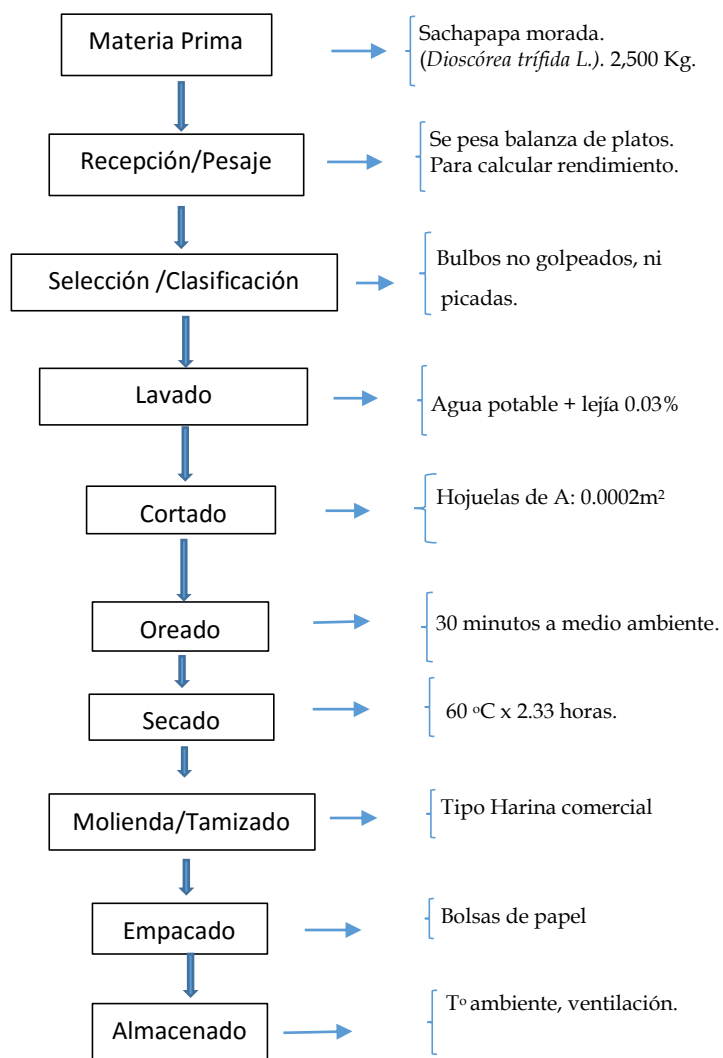 Materia Prima
Sachapapa morada.
(Dioscórea trífida L.). 2,500 Kg.
Recepción/Pesaje
Se pesa balanza de platos.
Para calcular rendimiento.
Selección /Clasificación
Bulbos no golpeados, ni
picadas.
Lavado
Agua potable + lejía 0.03%
Cortado
Hojuelas de A: 0.0002m²
Oreado
30 minutos a medio ambiente.
Secado
60 ºC x 2.33 horas.
Molienda/Tamizado
Tipo Harina comercial
Empacado
Bolsas de papel
Almacenado
Tº ambiente, ventilación.